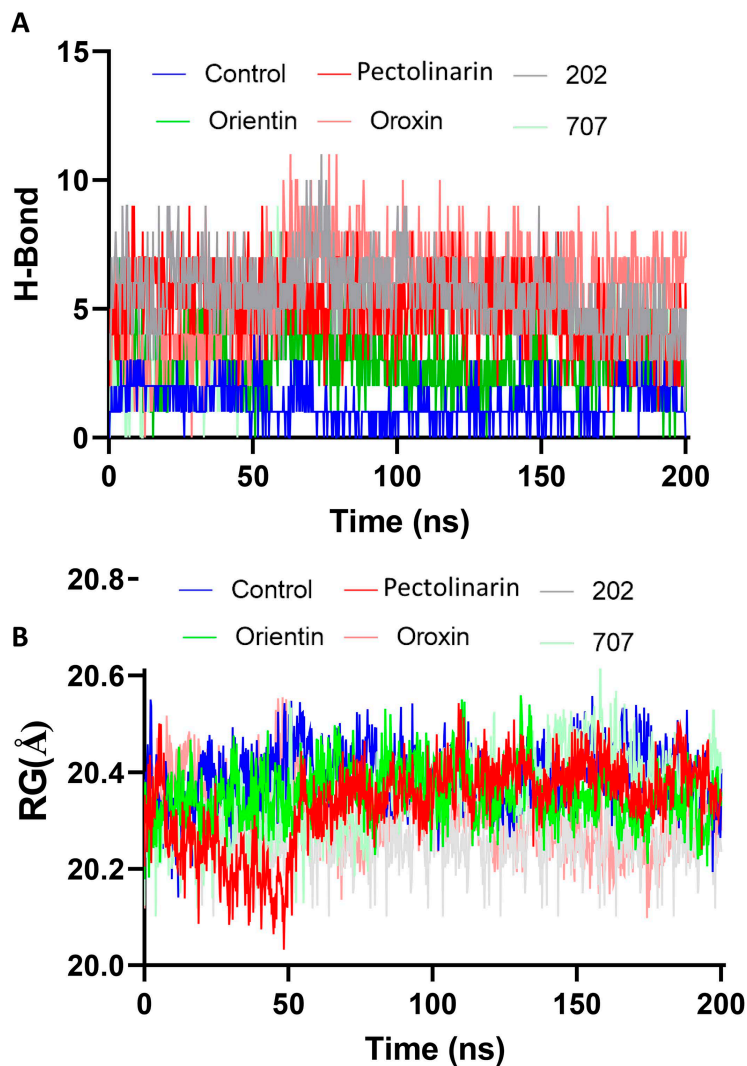 A
15
Control Pectolinarin 202
Orientin Oroxin 707
10
H-Bond
5
0
0 50 100 150 200
Time (ns)
20.8
Control Pectolinarin 202
B
Orientin Oroxin 707
20.6
RG(Å)
20.4
20.2
20.0
0 50 100 150 200
Time (ns)